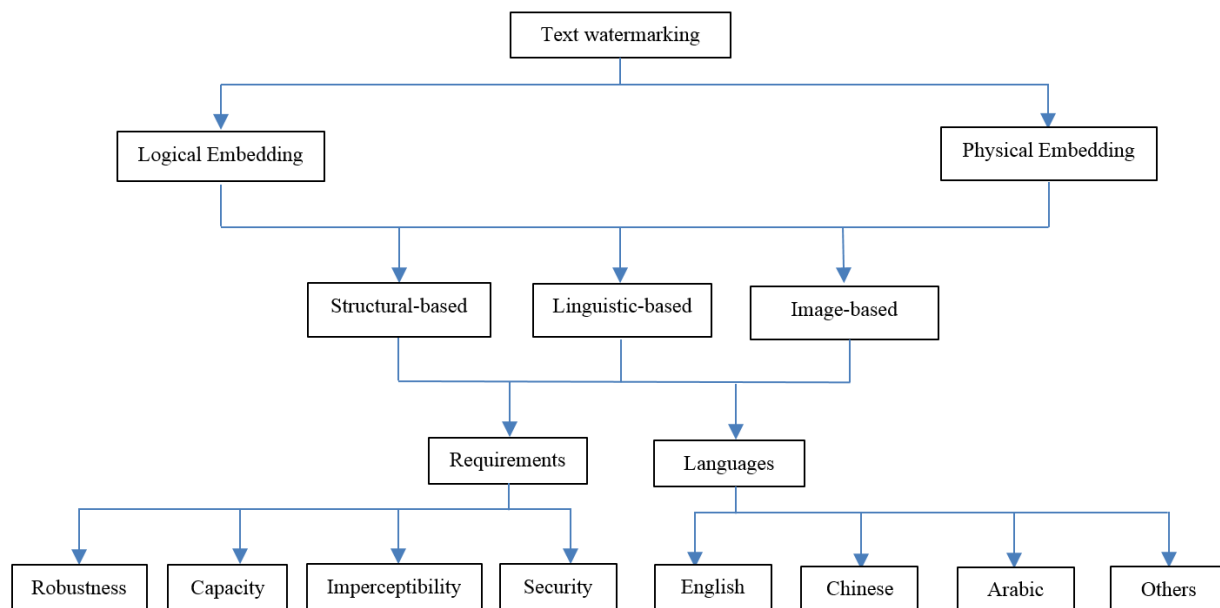 Text watermarking
Logical Embedding
Physical Embedding
Structural-based
Linguistic-based
Image-based
Requirements
Languages
Robustness
Capacity
Imperceptibility
Security
English
Chinese
Arabic
Others